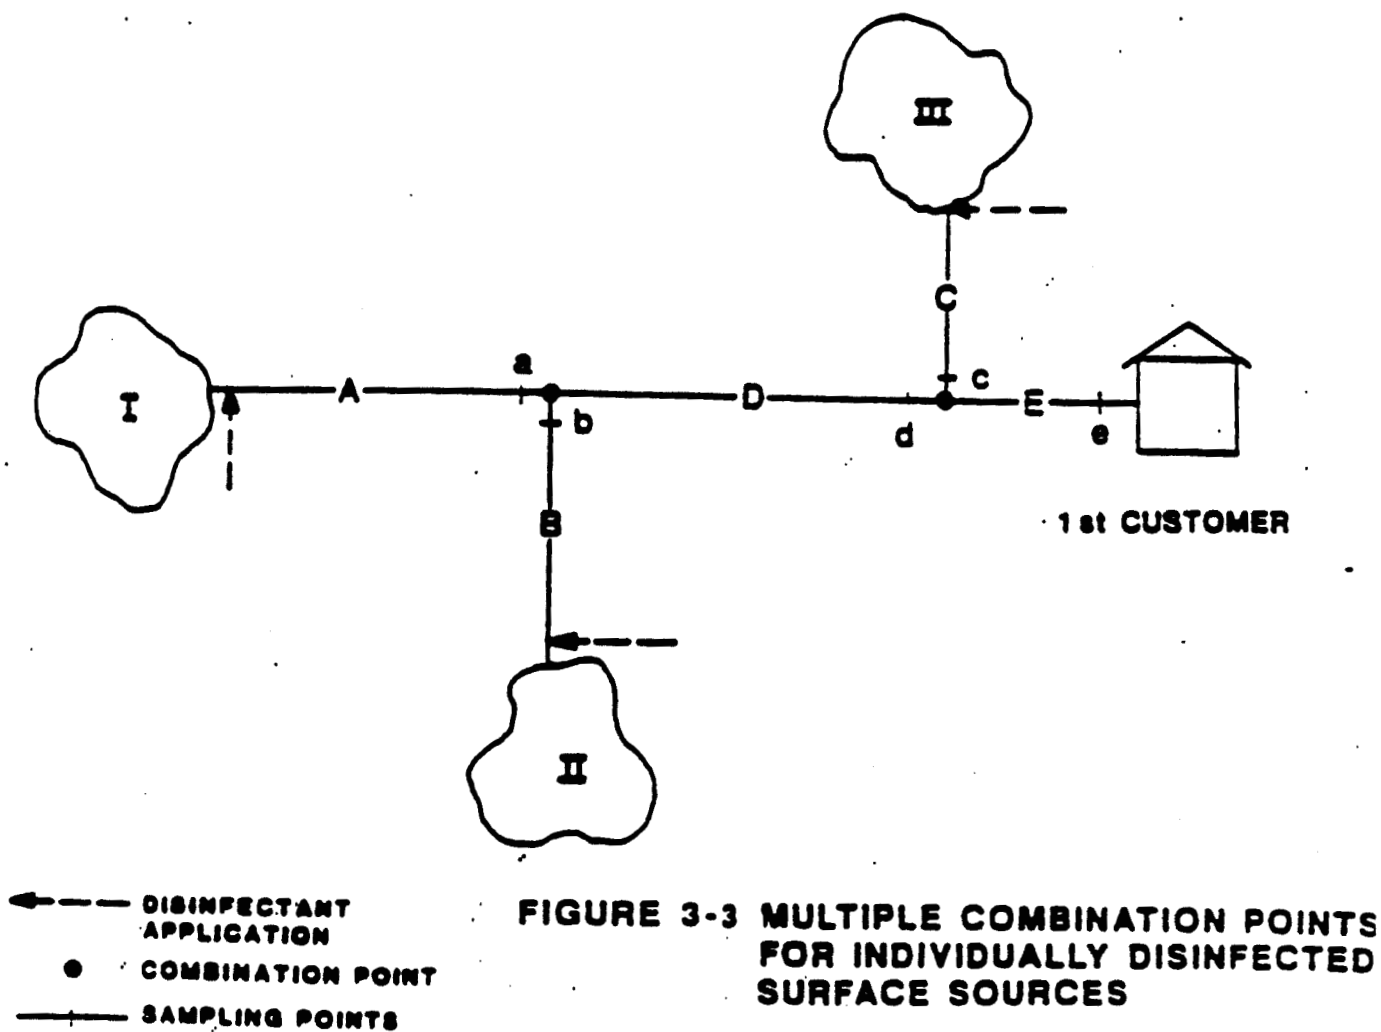 III
C
c
a
A
D
E
I
b
d
e
B
1st CUSTOMER
II
DISINFECTANT
APPLICATION
COMBINATION POINT
SAMPLING POINTS
FIGURE 3-3 MULTIPLE COMBINATION POINTS
FOR INDIVIDUALLY DISINFECTED
SURFACE SOURCES